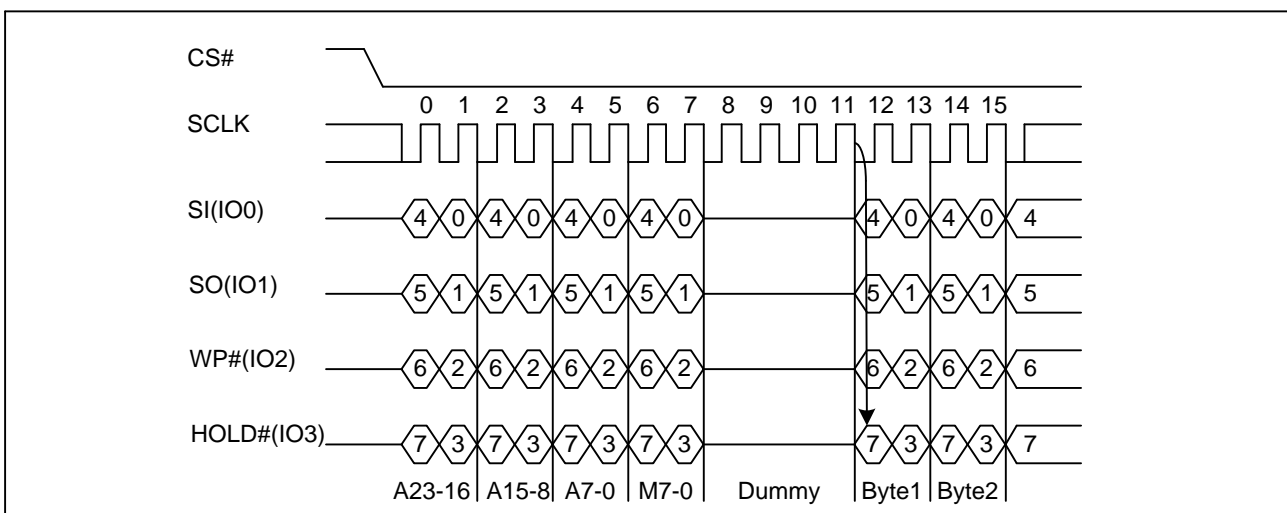 CS#
0 1 2 3 4 5 6 7 8 9 10 11 12 13 14 15
SCLK
SI(IO0) 4 0 4 0 4 0 4 0 4 0 4 0 4
SO(IO1) 5 1 5 1 5 1 5 1 5 1 5 1 5
WP#(IO2) 6 2 6 2 6 2 6 2 6 2 6 2 6
HOLD#(IO3) 7 3 7 3 7 3 7 3 7 3 7 3 7
A23-16 A15-8 A7-0 M7-0 Dummy Byte1 Byte2